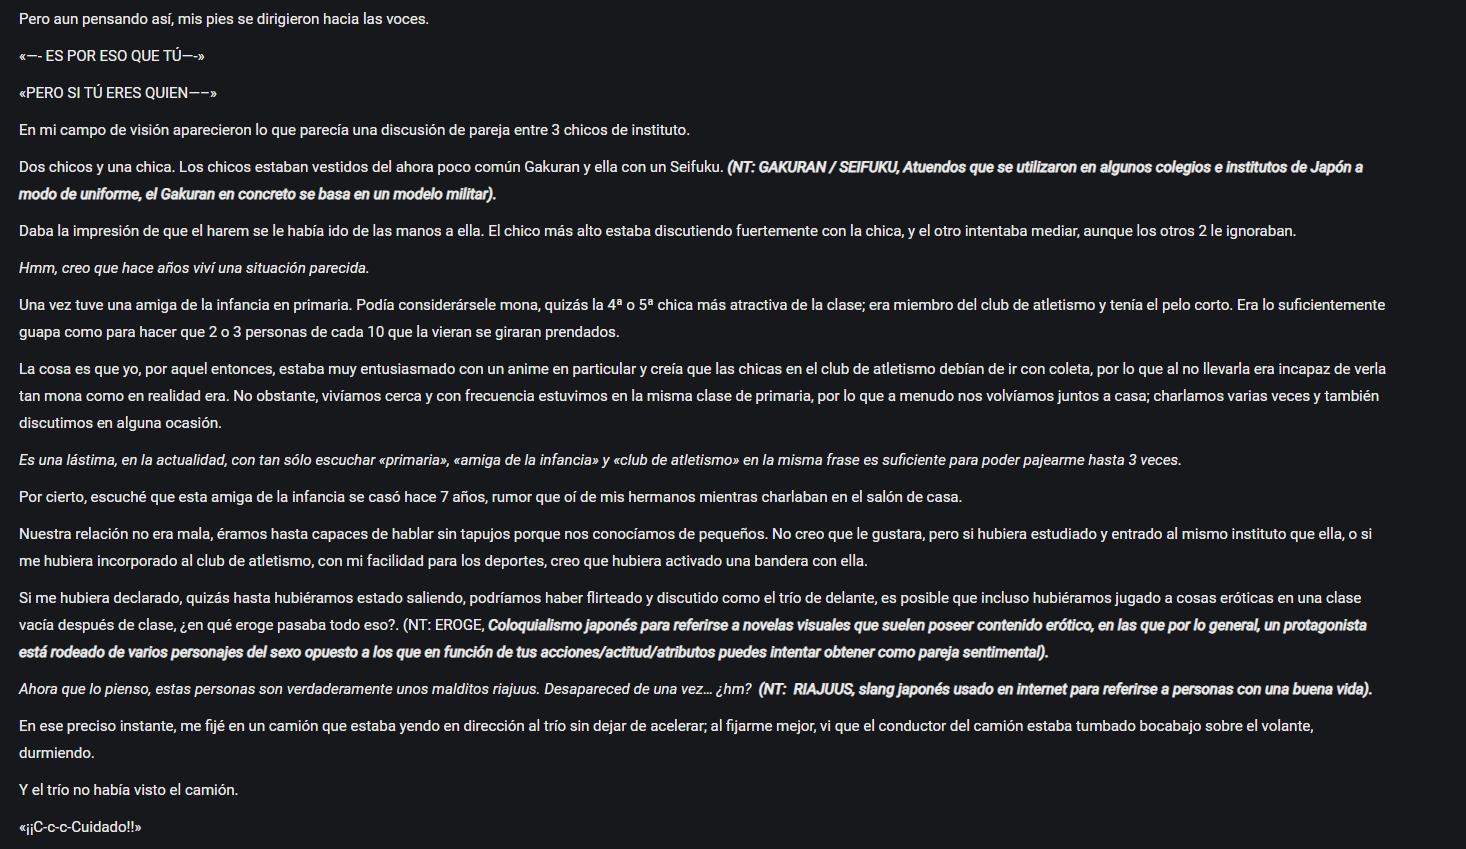 Pero aun pensando así, mis pies se dirigieron hacia las voces.
«—- ES POR ESO QUE TÚ—-»
«PERO SI TÚ ERES QUIEN—–»
En mi campo de visión aparecieron lo que parecía una discusión de pareja entre 3 chicos de instituto.
Dos chicos y una chica. Los chicos estaban vestidos del ahora poco común Gakuran y ella con un Seifuku. (NT: GAKURAN / SEIFUKU, Atuendos que se utilizaron en algunos colegios e institutos de Japón a
modo de uniforme, el Gakuran en concreto se basa en un modelo militar).
Daba la impresión de que el harem se le había ido de las manos a ella. El chico más alto estaba discutiendo fuertemente con la chica, y el otro intentaba mediar, aunque los otros 2 le ignoraban.
Hmm, creo que hace años viví una situación parecida.
Una vez tuve una amiga de la infancia en primaria. Podía considerársele mona, quizás la 4ª o 5ª chica más atractiva de la clase; era miembro del club de atletismo y tenía el pelo corto. Era lo suficientemente
guapa como para hacer que 2 o 3 personas de cada 10 que la vieran se giraran prendados.
La cosa es que yo, por aquel entonces, estaba muy entusiasmado con un anime en particular y creía que las chicas en el club de atletismo debían de ir con coleta, por lo que al no llevarla era incapaz de verla
tan mona como en realidad era. No obstante, vivíamos cerca y con frecuencia estuvimos en la misma clase de primaria, por lo que a menudo nos volvíamos juntos a casa; charlamos varias veces y también
discutimos en alguna ocasión.
Es una lástima, en la actualidad, con tan sólo escuchar «primaria», «amiga de la infancia» y «club de atletismo» en la misma frase es suficiente para poder pajearme hasta 3 veces.
Por cierto, escuché que esta amiga de la infancia se casó hace 7 años, rumor que oí de mis hermanos mientras charlaban en el salón de casa.
Nuestra relación no era mala, éramos hasta capaces de hablar sin tapujos porque nos conocíamos de pequeños. No creo que le gustara, pero si hubiera estudiado y entrado al mismo instituto que ella, o si
me hubiera incorporado al club de atletismo, con mi facilidad para los deportes, creo que hubiera activado una bandera con ella.
Si me hubiera declarado, quizás hasta hubiéramos estado saliendo, podríamos haber flirteado y discutido como el trío de delante, es posible que incluso hubiéramos jugado a cosas eróticas en una clase
vacía después de clase, ¿en qué eroge pasaba todo eso?. (NT: EROGE, Coloquialismo japonés para referirse a novelas visuales que suelen poseer contenido erótico, en las que por lo general, un protagonista
está rodeado de varios personajes del sexo opuesto a los que en función de tus acciones/actitud/atributos puedes intentar obtener como pareja sentimental).
Ahora que lo pienso, estas personas son verdaderamente unos malditos riajuus. Desapareced de una vez... ¿hm? (NT: RIAJUUS, slang japonés usado en internet para referirse a personas con una buena vida).
En ese preciso instante, me fijé en un camión que estaba yendo en dirección al trío sin dejar de acelerar; al fijarme mejor, vi que el conductor del camión estaba tumbado bocabajo sobre el volante,
durmiendo.
Y el trío no había visto el camión.
«¡¡C-c-c-Cuidado!!»